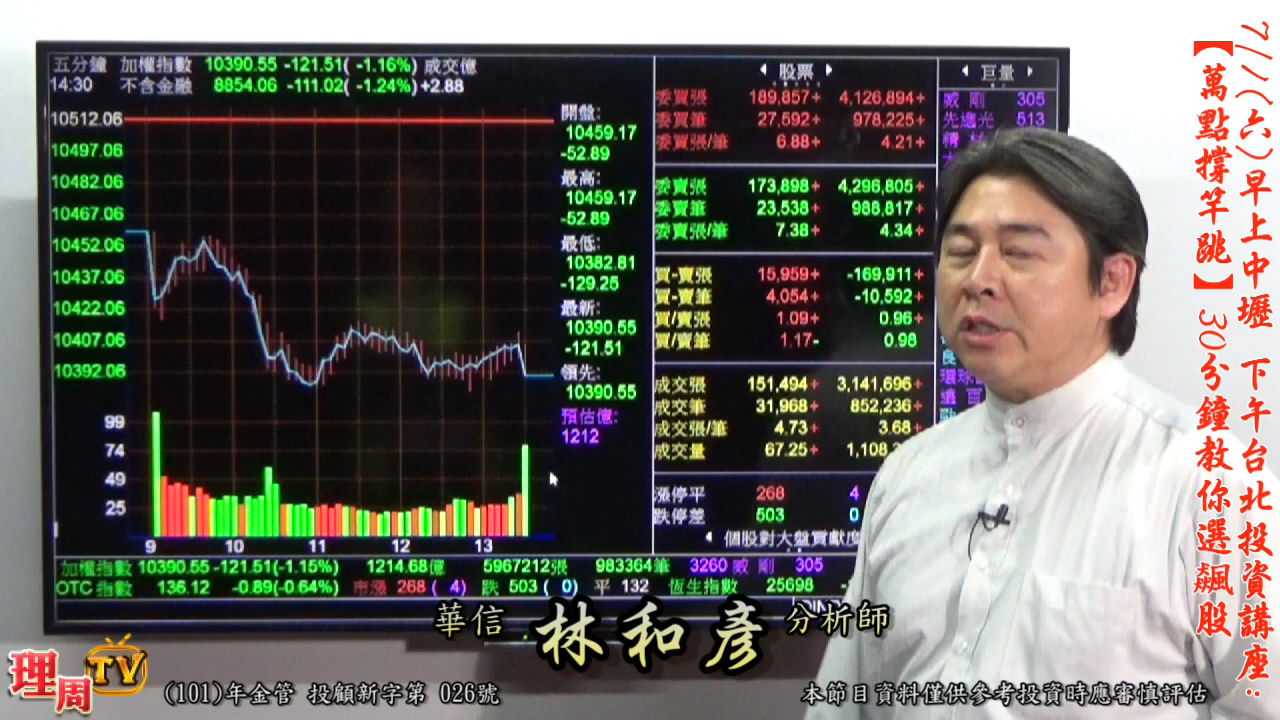 五分鐘 加權指數 10390.55 -121.51( -1.16%) 成交億
14:30 不含金融 8854.06 -111.02( -1.24%) +2.88
10512.06
10497.06
10482.06
10467.06
10452.06
10437.06
10422.06
10407.06
10392.06
99
74
49
25
9 10 11 12 13
開盤:
10459.17
-52.89
最高:
10459.17
-52.89
最低:
10382.81
-129.25
最新:
10390.55
-121.51
領先:
10390.55
預估億:
1212
股票
委買張 189,857+ 4,126,894+
委買筆 27,592+ 978,225+
委買張/筆 6.88+ 4.21+
委賣張 173,898+ 4,296,805+
委賣筆 23,538+ 988,817+
委賣張/筆 7.38+ 4.34+
買-賣張 15,959+ -169,911+
買-賣筆 4,054+ -10,592+
買/賣張 1.09+ 0.96+
買/賣筆 1.17- 0.98
成交張 151,494+ 3,141,696+
成交筆 31,968+ 852,236+
成交張/筆 4.73+ 3.68+
成交量 67.25+ 1,108.
漲停平 268 4
跌停差 503 0
個股對大盤貢獻度
巨量
威剛 305
先進光 513
加權指數 10390.55 -121.51(-1.15%) 1214.68億 5967212張 983364筆 3260 威剛 305
OTC指數 136.12 -0.89(-0.64%) 市漲 268 ( 4) 跌 503 ( 0) 平 132 恆生指數 25698
7/1(六)早上中壢 下午台北投資講座:
【萬點撐竿跳】30分鐘教你選飆股
華信 林和彥 分析師
理周TV
(101)年金管 投顧新字第 026號
本節目資料僅供參考投資時應審慎評估